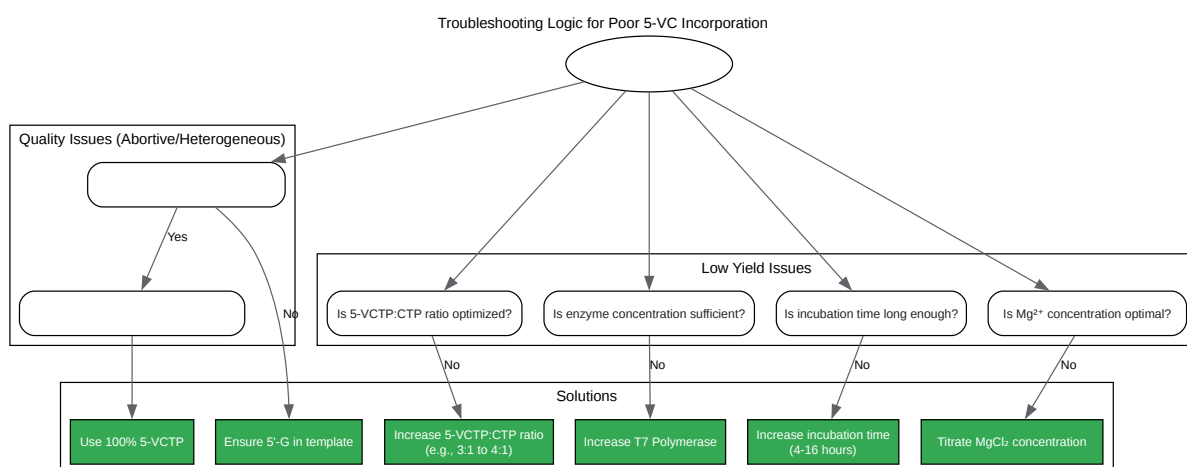 Troubleshooting Logic for Poor 5-VC Incorporation
Quality Issues (Abortive/Heterogeneous)
Yes
No
Low Yield Issues
Is 5-VCTP:CTP ratio optimized?
Is enzyme concentration sufficient?
Is incubation time long enough?
Is Mg²⁺ concentration optimal?
No
No
No
No
Solutions
Use 100% 5-VCTP
Ensure 5'-G in template
Increase 5-VCTP:CTP ratio
(e.g., 3:1 to 4:1)
Increase T7 Polymerase
Increase incubation time
(4-16 hours)
Titrate MgCl₂ concentration